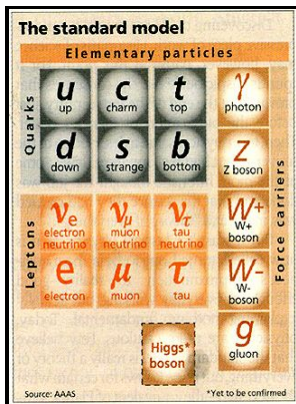 The standard model
Elementary particles
Quarks
u c t
up charm top
d s b
down strange bottom
Leptons
νe νμ ντ
electron neutrino muon neutrino tau neutrino
e μ τ
electron muon tau
γ
photon
Z
Z boson
W+
W+ boson
W-
W- boson
g
gluon
Force carriers
Higgs*
boson
Source: AAAS
*Yet to be confirmed